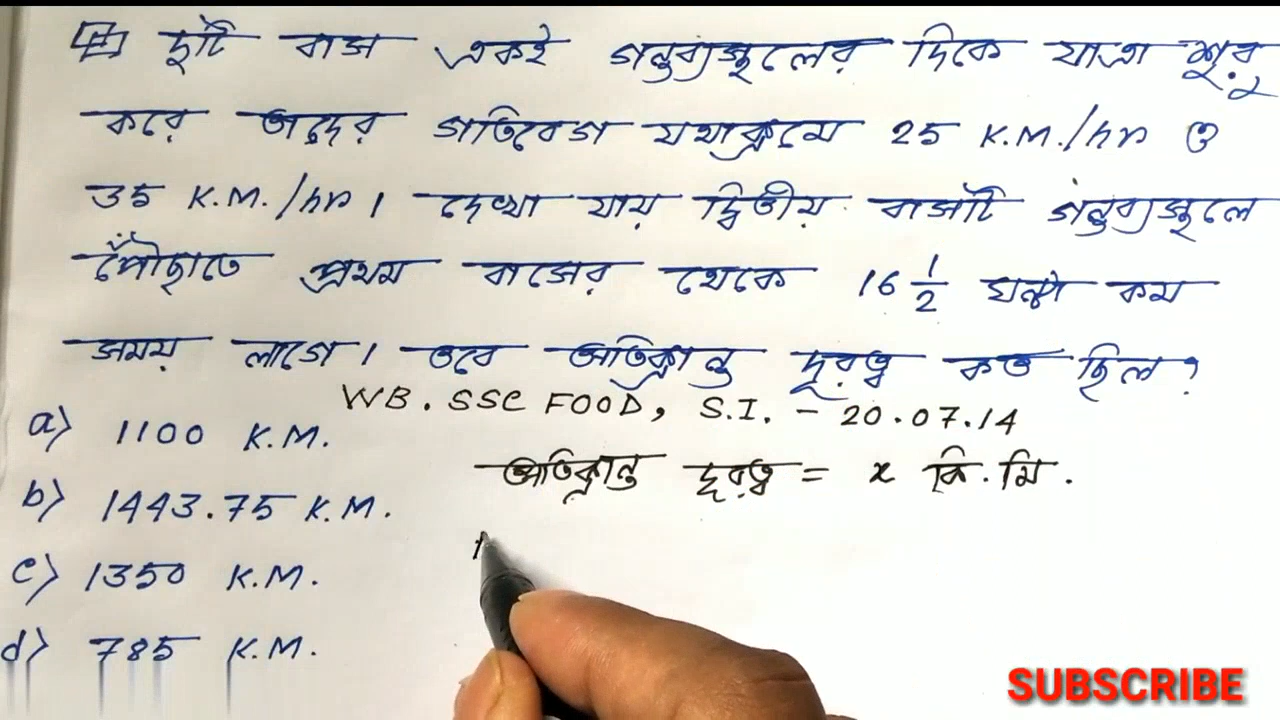 দুটি বাস একই গন্তব্যস্থলের দিকে যাত্রা শুরু
করে তাদের গতিবেগ যথাক্রমে 25 K.M./hr ও
35 K.M./hr। দেখা যায় দ্বিতীয় বাসটি গন্তব্যস্থলে
পৌঁছাতে প্রথম বাসের থেকে 16 1/2 ঘন্টা কম
সময় লাগে। তবে অতিক্রান্ত দূরত্ব কত ছিল?
WB. SSC FOOD, S.I. - 20.07.14
a) 1100 K.M.
অতিক্রান্ত দূরত্ব = x কি.মি.
b) 1443.75 K.M.
c) 1350 K.M.
d) 785 K.M.
SUBSCRIBE